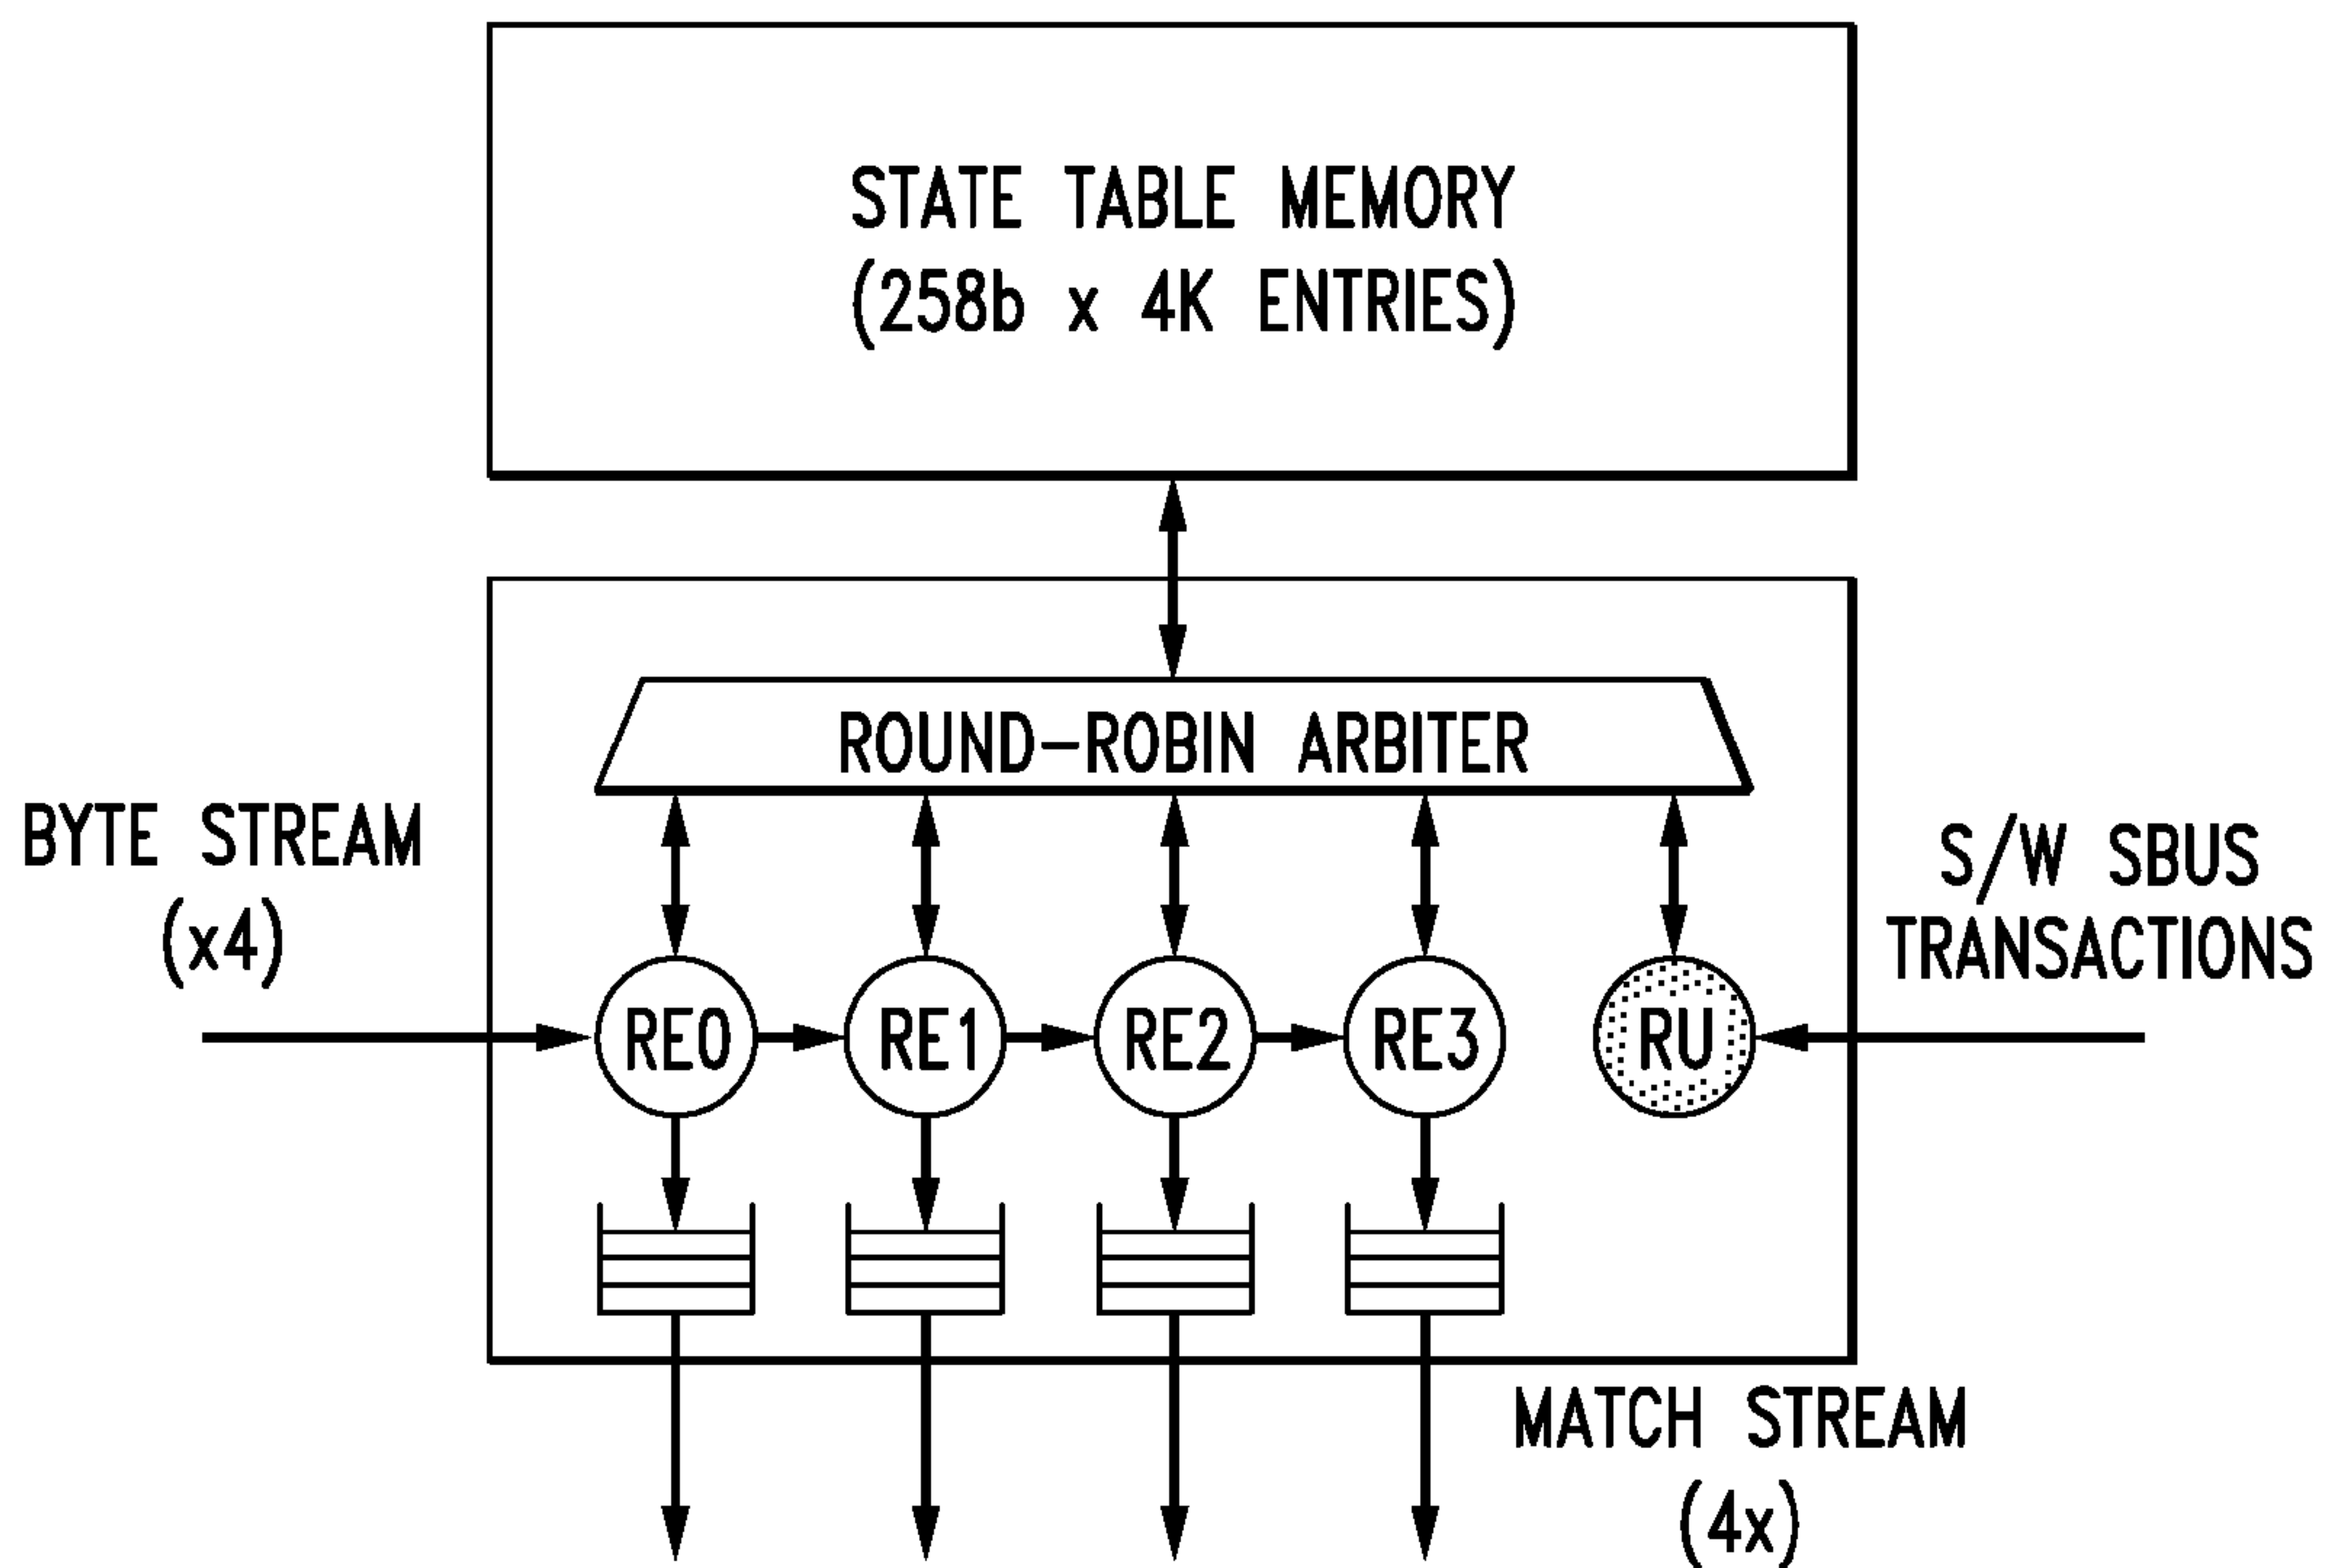 STATE TABLE MEMORY
(258b x 4K ENTRIES)
ROUND-ROBIN ARBITER
BYTE STREAM
(x4)
S/W SBUS
TRANSACTIONS
RE0
RE1
RE2
RE3
RU
MATCH STREAM
(4x)